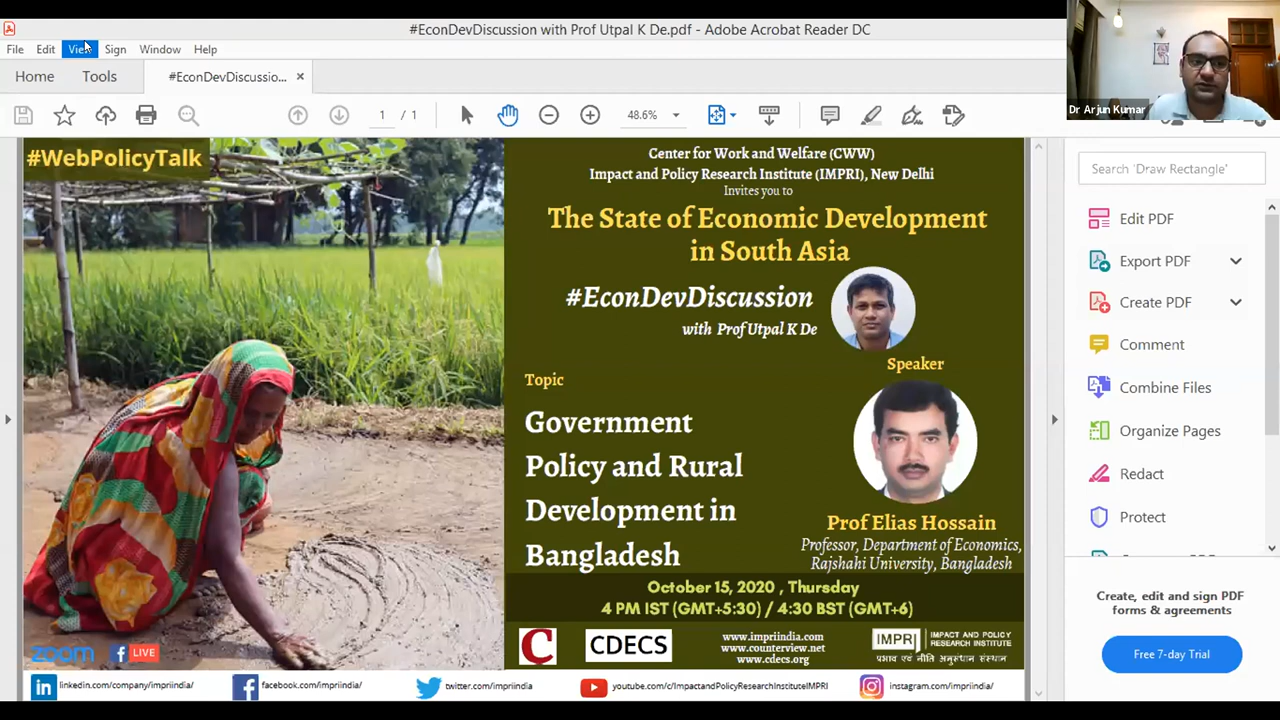 #EconDevDiscussion with Prof Utpal K De.pdf - Adobe Acrobat Reader DC
File Edit View Sign Window Help
Home Tools #EconDevDiscussio... ×
1 / 1 48.6%
Dr Arjun Kumar
#WebPolicyTalk
Center for Work and Welfare (CWW)
Impact and Policy Research Institute (IMPRI), New Delhi
Invites you to
The State of Economic Development
in South Asia
#EconDevDiscussion
with Prof Utpal K De
Speaker
Topic
Government
Policy and Rural
Development in
Bangladesh
Prof Elias Hossain
Professor, Department of Economics,
Rajshahi University, Bangladesh
October 15, 2020 , Thursday
4 PM IST (GMT+5:30) / 4:30 BST (GMT+6)
zoom f LIVE
C CDECS
www.impriindia.com
www.counterview.net
www.cdecs.org
IMPRI IMPACT AND POLICY
RESEARCH INSTITUTE
प्रभाव एवं नीति अनुसंधान संस्थान
in linkedin.com/company/impriindia/ f facebook.com/impriindia/ twitter.com/impriindia youtube.com/c/ImpactandPolicyResearchInstituteIMPRI instagram.com/impriindia/
Search 'Draw Rectangle'
Edit PDF
Export PDF
Create PDF
Comment
Combine Files
Organize Pages
Redact
Protect
Create, edit and sign PDF
forms & agreements
Free 7-day Trial